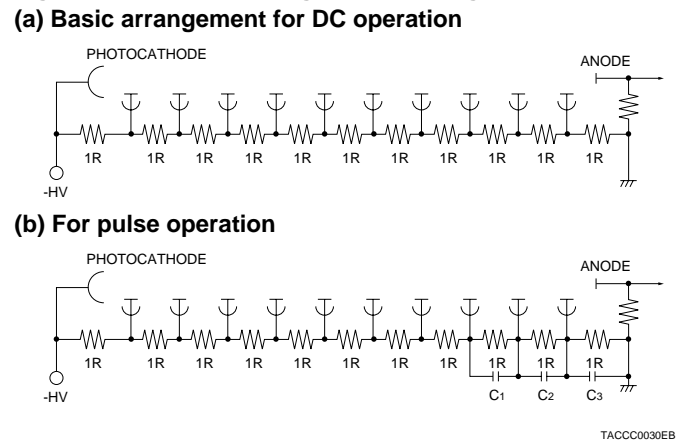 (a) Basic arrangement for DC operation
PHOTOCATHODE
ANODE
1R 1R 1R 1R 1R 1R 1R 1R 1R 1R 1R
-HV
(b) For pulse operation
PHOTOCATHODE
ANODE
1R 1R 1R 1R 1R 1R 1R 1R 1R 1R 1R
C1 C2 C3
-HV
TACCC0030EB